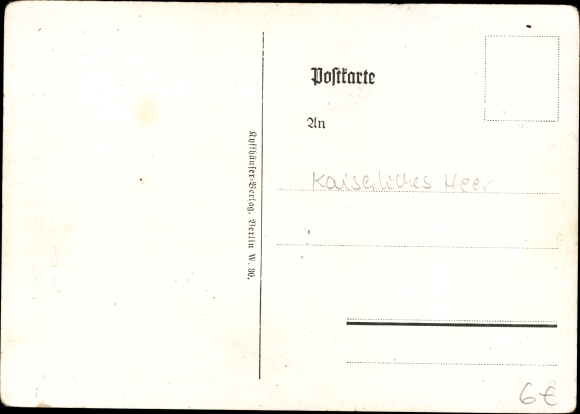 Postkarte
An
Kaiserliches Heer
Kyffhäuser-Verlag, Berlin W. 30.
6€